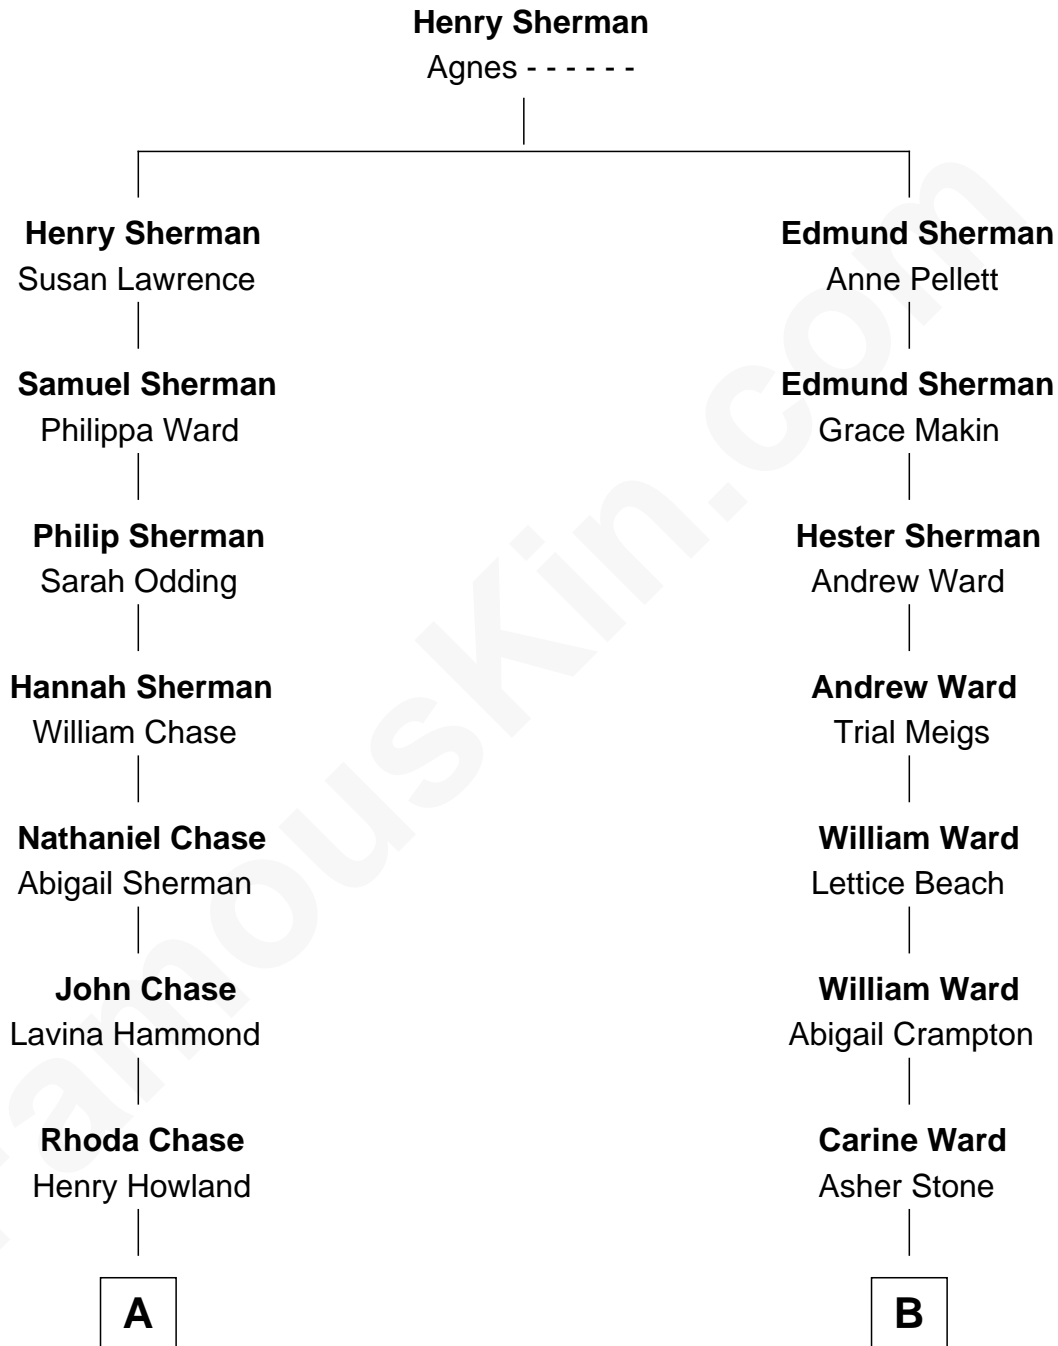 Henry Sherman
Agnes - - - - - -
Henry Sherman
Susan Lawrence
Samuel Sherman
Philippa Ward
Philip Sherman
Sarah Odding
Hannah Sherman
William Chase
Nathaniel Chase
Abigail Sherman
John Chase
Lavina Hammond
Rhoda Chase
Henry Howland
A
Edmund Sherman
Anne Pellett
Edmund Sherman
Grace Makin
Hester Sherman
Andrew Ward
Andrew Ward
Trial Meigs
William Ward
Lettice Beach
William Ward
Abigail Crampton
Carine Ward
Asher Stone
B
FamousKin.com